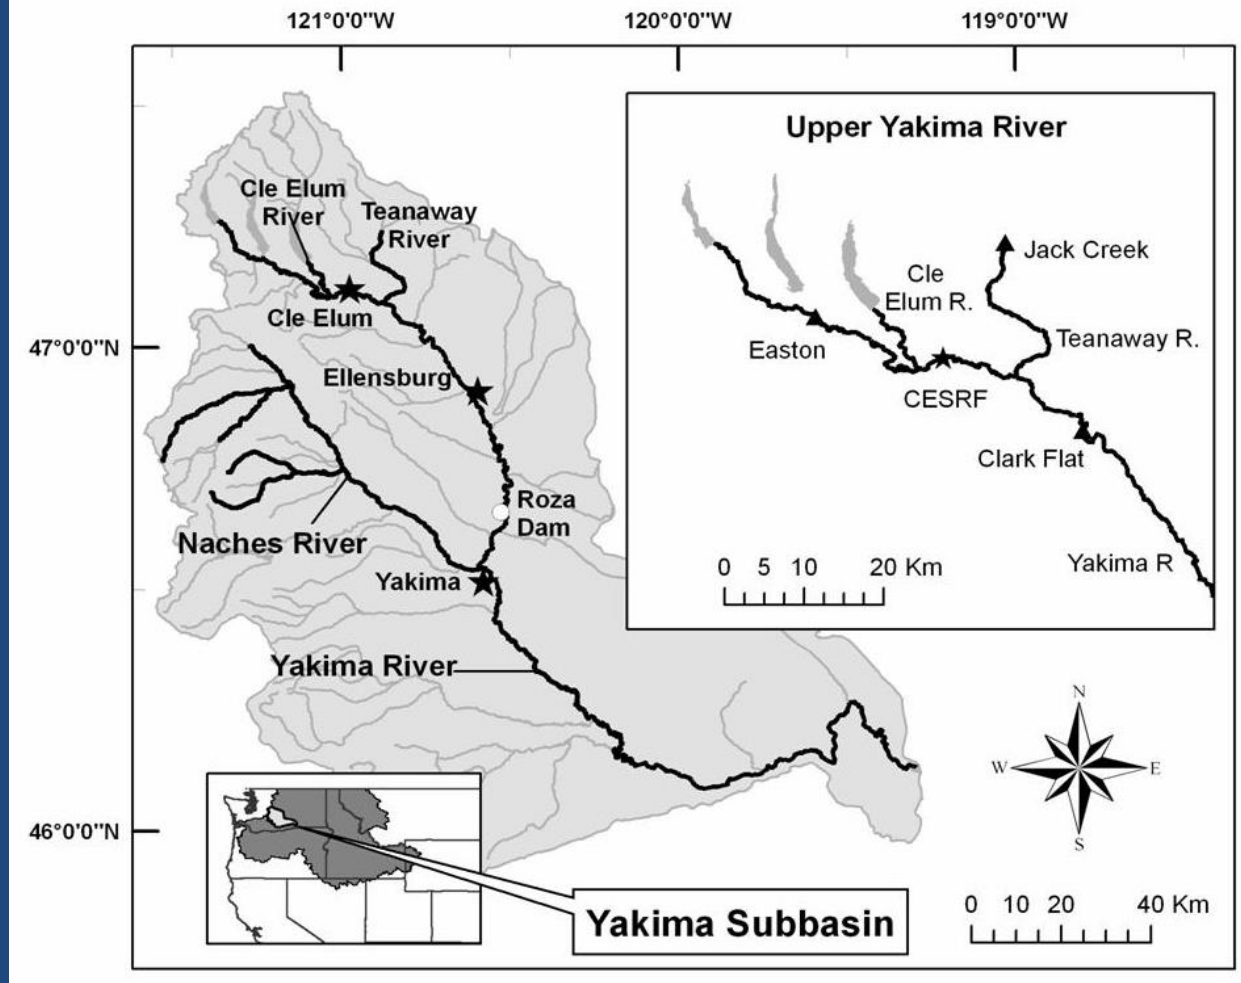 121°0'0"W
120°0'0"W
119°0'0"W
Upper Yakima River
Cle Elum
River
Teanaway
River
Jack Creek
Cle
Elum R.
Cle Elum
47°0'0"N
Easton
Teanaway R.
Ellensburg
CESRF
Clark Flat
Roza
Dam
Naches River
Yakima R
0 5 10 20 Km
Yakima
Yakima River
N
W
E
S
46°0'0"N
Yakima Subbasin
0 10 20 40 Km